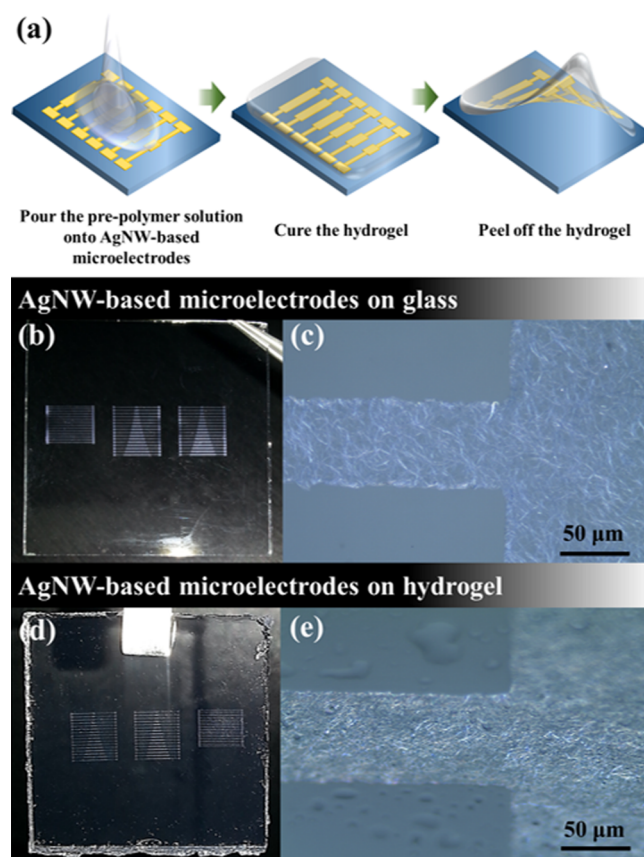 (a)
Pour the pre-polymer solution
onto AgNW-based
microelectrodes
Cure the hydrogel
Peel off the hydrogel
AgNW-based microelectrodes on glass
(b)
(c)
50 μm
AgNW-based microelectrodes on hydrogel
(d)
(e)
50 μm